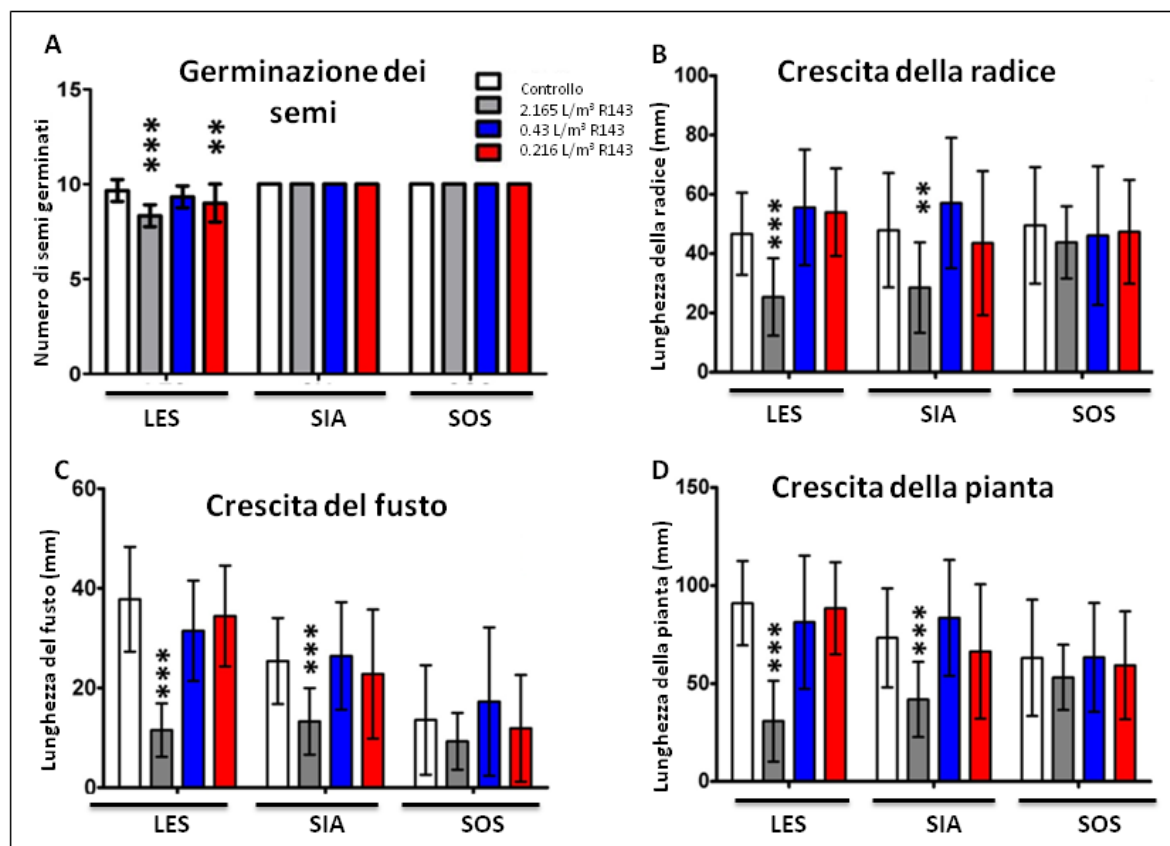 A
Germinazione dei
semi
Controllo
2.165 L/m³ R143
0.43 L/m³ R143
0.216 L/m³ R143
Numero di semi germinati
15
10
5
0
***
**
LES
SIA
SOS
B
Crescita della radice
Lunghezza della radice (mm)
100
80
60
40
20
0
***
**
LES
SIA
SOS
C
Crescita del fusto
Lunghezza del fusto (mm)
60
40
20
0
***
***
LES
SIA
SOS
D
Crescita della pianta
Lunghezza della pianta (mm)
150
100
50
0
***
***
LES
SIA
SOS